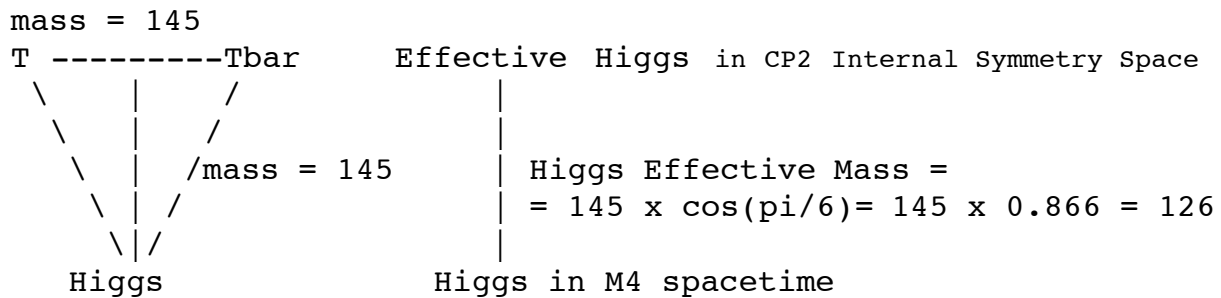 mass = 145
T ---------Tbar Effective Higgs in CP2 Internal Symmetry Space
mass = 145 Higgs Effective Mass =
= 145 x cos(pi/6)= 145 x 0.866 = 126
Higgs Higgs in M4 spacetime